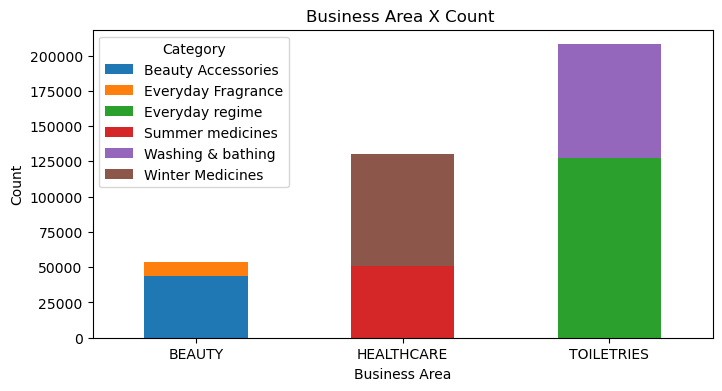 Business Area X Count
Category
Beauty Accessories
Everyday Fragrance
Everyday regime
Summer medicines
Washing & bathing
Winter Medicines
Count
200000
175000
150000
125000
100000
75000
50000
25000
0
BEAUTY
HEALTHCARE
TOILETRIES
Business Area